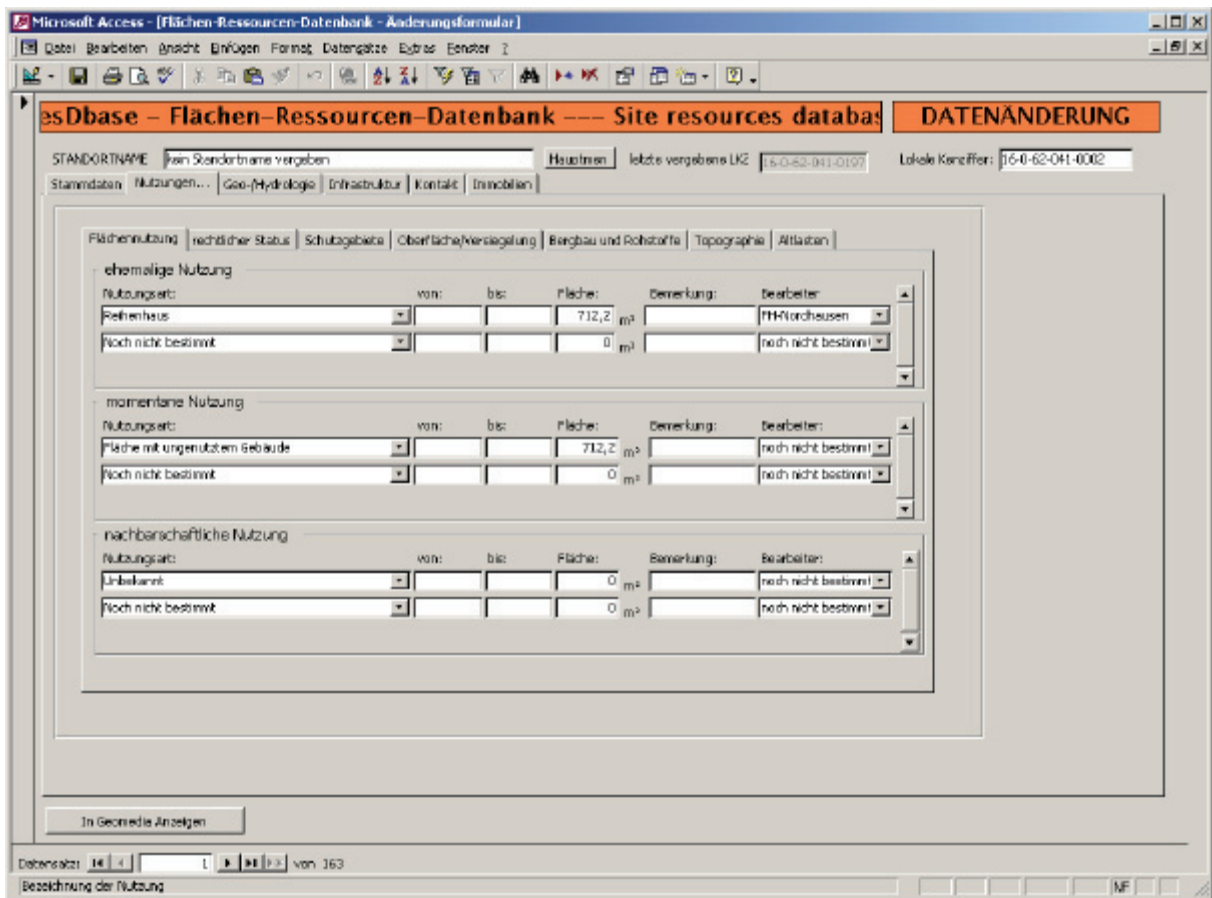 Microsoft Access - [Flächen-Ressourcen-Datenbank - Änderungsformular]
Datei Bearbeiten Ansicht Einfügen Format Datensätze Extras Fenster ?
esDbase - Flächen-Ressourcen-Datenbank --- Site resources databas DATENÄNDERUNG
STANDORTNAME kein Standortname vergeben Hauptmen letzte vergebene LKZ 16-0-62-041-0197 Lokale Kenziffer: 16-0-62-041-0002
Stammdaten Nutzungen... Geo-/Hydrologie Infrastruktur Kontakt Immobilien
Flächennutzung rechtlicher Status Schutzgebiete Oberfläche/Versiegelung Bergbau und Rohstoffe Topographie Altlasten
ehemalige Nutzung
Nutzungsart: von: bis: Fläche: Bemerkung: Bearbeiter
Reihenhaus 712,2 m² FH-Nordhausen
Noch nicht bestimmt 0 m² noch nicht bestimmt
momentane Nutzung
Nutzungsart: von: bis: Fläche: Bemerkung: Bearbeiter:
Fläche mit ungenutztem Gebäude 712,2 m² noch nicht bestimmt
Noch nicht bestimmt 0 m² noch nicht bestimmt
nachbarschaftliche Nutzung
Nutzungsart: von: bis: Fläche: Bemerkung: Bearbeiter:
Unbekannt 0 m² noch nicht bestimmt
Noch nicht bestimmt 0 m² noch nicht bestimmt
In Geomedia Anzeigen
Datensatz: 1 von 163
Bezeichnung der Nutzung NF